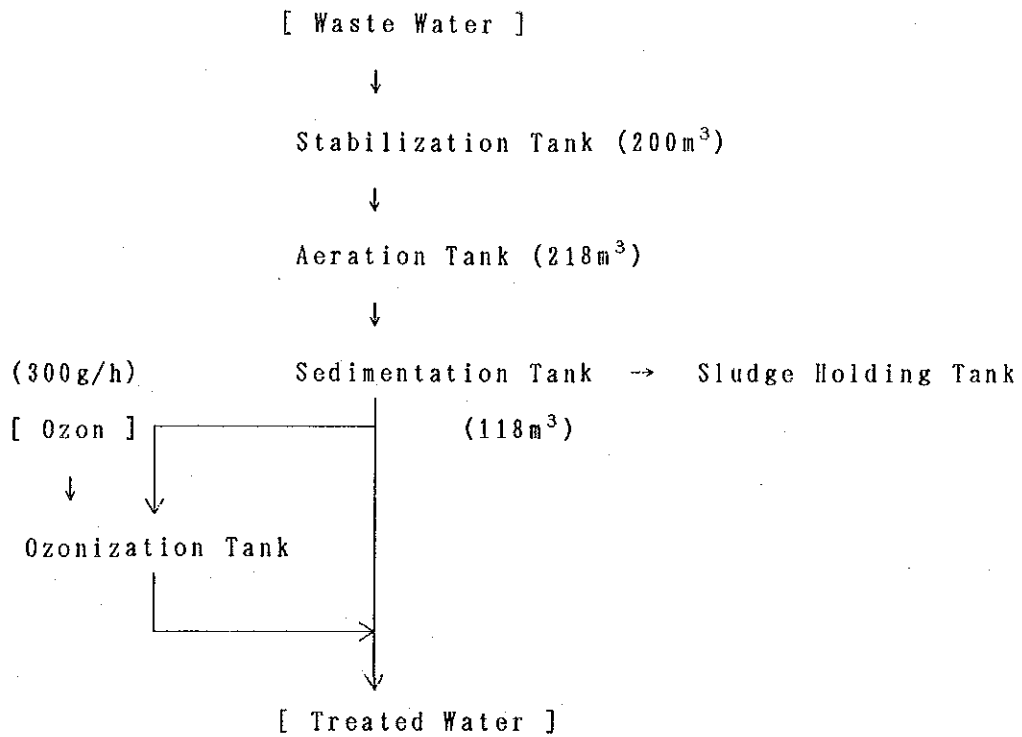 [ Waste Water ]
↓
Stabilization Tank (200m³)
↓
Aeration Tank (218m³)
↓
(300g/h) Sedimentation Tank → Sludge Holding Tank
[ Ozon ] (118m³)
↓
Ozonization Tank
[ Treated Water ]